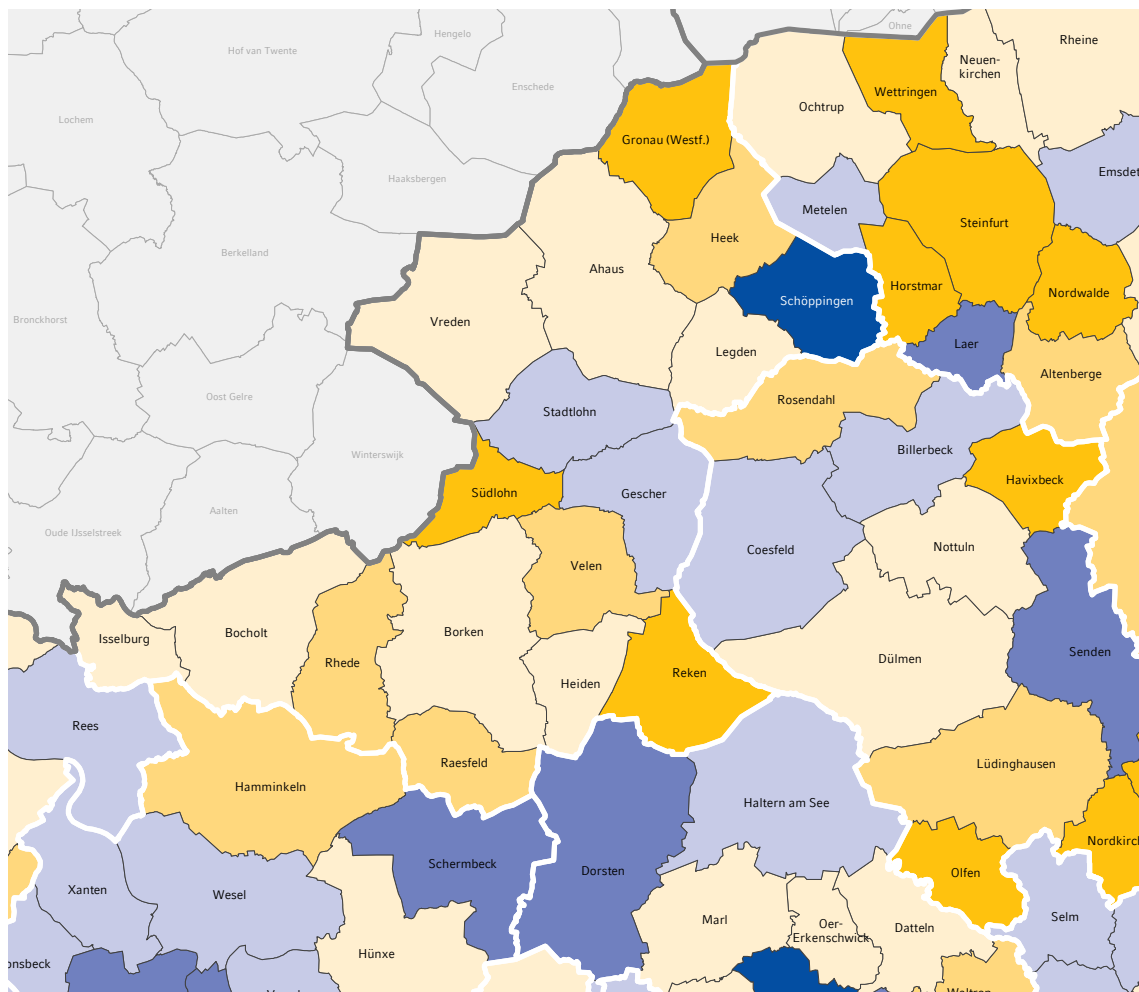 Ohne
Hengelo
Rheine
Hof van Twente
Neuen-
kirchen
Enschede
Wettringen
Ochtrup
Lochem
Gronau (Westf.)
Haaksbergen
Emsdet
Metelen
Steinfurt
Heek
Berkelland
Ahaus
Horstmar
Nordwalde
Schöppingen
Bronckhorst
Vreden
Laer
Legden
Altenberge
Oost Gelre
Rosendahl
Stadtlohn
Billerbeck
Winterswijk
Havixbeck
Südlohn
Gescher
Aalten
Oude IJsselstreek
Nottuln
Coesfeld
Velen
Bocholt
Borken
Isselburg
Senden
Dülmen
Rhede
Reken
Heiden
Rees
Raesfeld
Lüdinghausen
Hamminkeln
Haltern am See
Nordkirch
Schermbeck
Dorsten
Olfen
Xanten
Wesel
Selm
Marl
Oer-
Erkenschwick
Datteln
Hünxe
onsbeck